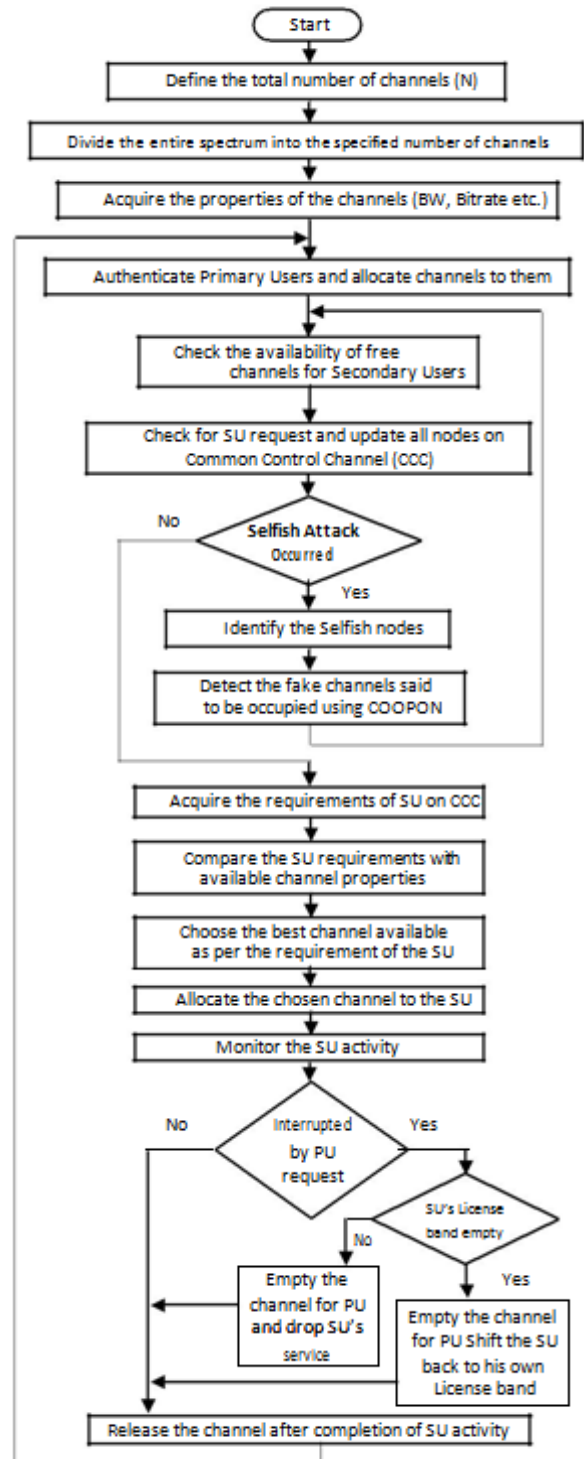 Start
Define the total number of channels (N)
Divide the entire spectrum into the specified number of channels
Acquire the properties of the channels (BW, Bitrate etc.)
Authenticate Primary Users and allocate channels to them
Check the availability of free
channels for Secondary Users
Check for SU request and update all nodes on
Common Control Channel (CCC)
No
Selfish Attack
Occurred
Yes
Identify the Selfish nodes
Detect the fake channels said
to be occupied using COOPON
Acquire the requirements of SU on CCC
Compare the SU requirements with
available channel properties
Choose the best channel available
as per the requirement of the SU
Allocate the chosen channel to the SU
Monitor the SU activity
No
Interrupted
by PU
request
Yes
SU's License
band empty
No
Yes
Empty the
channel for PU
and drop SU's
service
Empty the channel
for PU Shift the SU
back to his own
License band
Release the channel after completion of SU activity